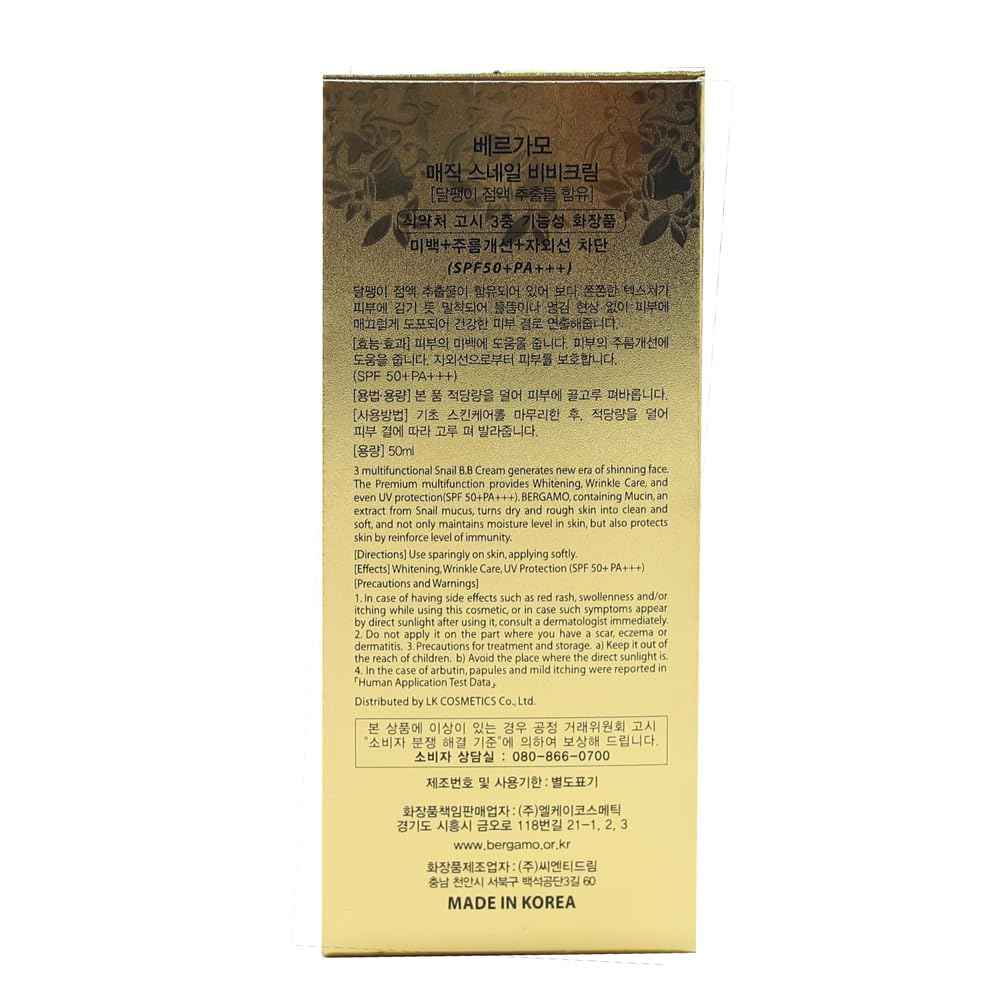 베르가모
매직 스네일 비비크림
[달팽이 점액 추출물 함유]
식약처 고시 3중 기능성 화장품
미백+주름개선+자외선 차단
(SPF50+PA+++)
달팽이 점액 추출물이 함유되어 있어 보다 쫀쫀한 텍스처가
피부에 감기 듯 밀착되어 들뜸이나 엉김 현상 없이 피부에
매끄럽게 도포되어 건강한 피부 결로 연출해줍니다.
[효능·효과] 피부의 미백에 도움을 줍니다. 피부의 주름개선에
도움을 줍니다. 자외선으로부터 피부를 보호합니다.
(SPF 50+PA+++)
[용법·용량] 본 품 적당량을 덜어 피부에 골고루 펴바릅니다.
[사용방법] 기초 스킨케어를 마무리한 후, 적당량을 덜어
피부 결에 따라 고루 펴 발라줍니다.
[용량] 50ml
3 multifunctional Snail B.B Cream generates new era of shinning face.
The Premium multifunction provides Whitening, Wrinkle Care, and
even UV protection(SPF 50+PA+++). BERGAMO, containing Mucin, an
extract from Snail mucus, turns dry and rough skin into clean and
soft, and not only maintains moisture level in skin, but also protects
skin by reinforce level of immunity.
[Directions] Use sparingly on skin, applying softly.
[Effects] Whitening, Wrinkle Care, UV Protection (SPF 50+ PA+++)
[Precautions and Warnings]
1. In case of having side effects such as red rash, swollenness and/or
itching while using this cosmetic, or in case such symptoms appear
by direct sunlight after using it, consult a dermatologist immediately.
2. Do not apply it on the part where you have a scar, eczema or
dermatitis. 3. Precautions for treatment and storage. a) Keep it out of
the reach of children. b) Avoid the place where the direct sunlight is.
4. In the case of arbutin, papules and mild itching were reported in
「Human Application Test Data」.
Distributed by LK COSMETICS Co., Ltd.
본 상품에 이상이 있는 경우 공정 거래위원회 고시
"소비자 분쟁 해결 기준"에 의하여 보상해 드립니다.
소비자 상담실 : 080-866-0700
제조번호 및 사용기한 : 별도표기
화장품책임판매업자 : (주)엘케이코스메틱
경기도 시흥시 금오로 118번길 21-1, 2, 3
www.bergamo.or.kr
화장품제조업자 : (주)씨엔티드림
충남 천안시 서북구 백석공단3길 60
MADE IN KOREA